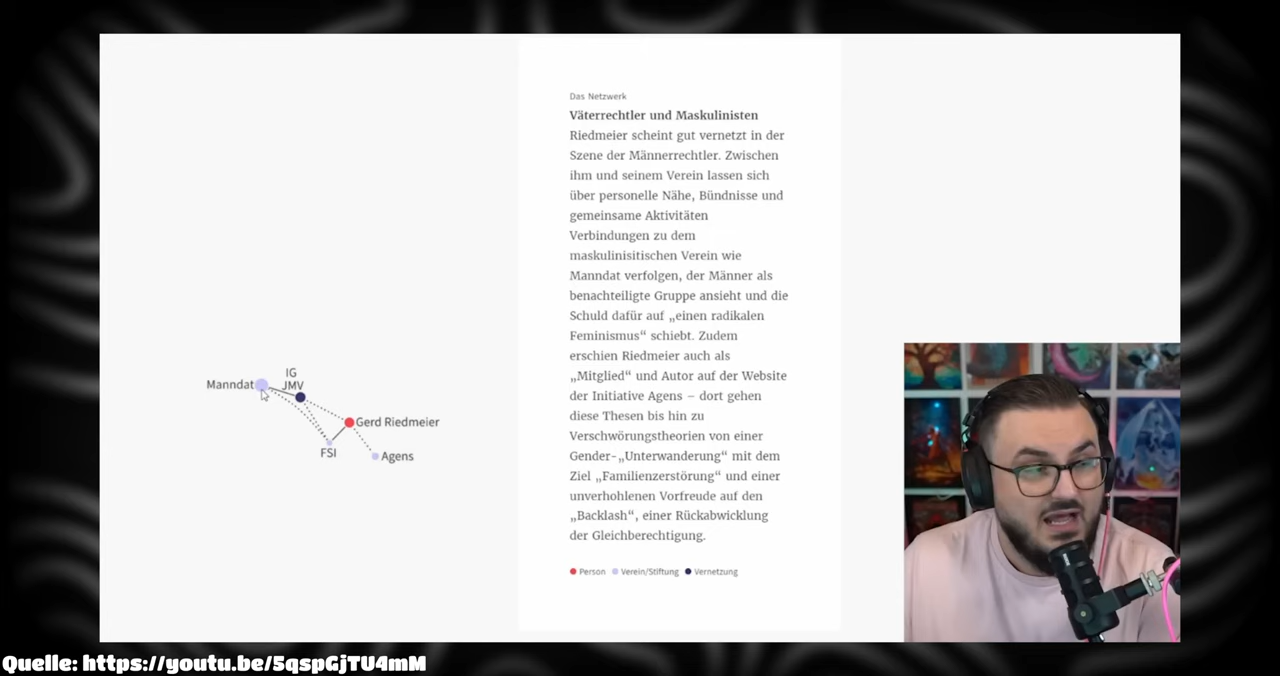 Das Netzwerk
Väterrechtler und Maskulinisten
Riedmeier scheint gut vernetzt in der
Szene der Männerrechtler. Zwischen
ihm und seinem Verein lassen sich
über personelle Nähe, Bündnisse und
gemeinsame Aktivitäten
Verbindungen zu dem
maskulinisitischen Verein wie
Manndat verfolgen, der Männer als
benachteiligte Gruppe ansieht und die
Schuld dafür auf „einen radikalen
Feminismus“ schiebt. Zudem
erschien Riedmeier auch als
„Mitglied“ und Autor auf der Website
der Initiative Agens – dort gehen
diese Thesen bis hin zu
Verschwörungstheorien von einer
Gender-„Unterwanderung“ mit dem
Ziel „Familienzerstörung“ und einer
unverhohlenen Vorfreude auf den
„Backlash“, einer Rückabwicklung
der Gleichberechtigung.
Person Verein/Stiftung Vernetzung
IG
Manndat JMV
Gerd Riedmeier
FSI Agens
Quelle: https://youtu.be/5qspGjTU4mM